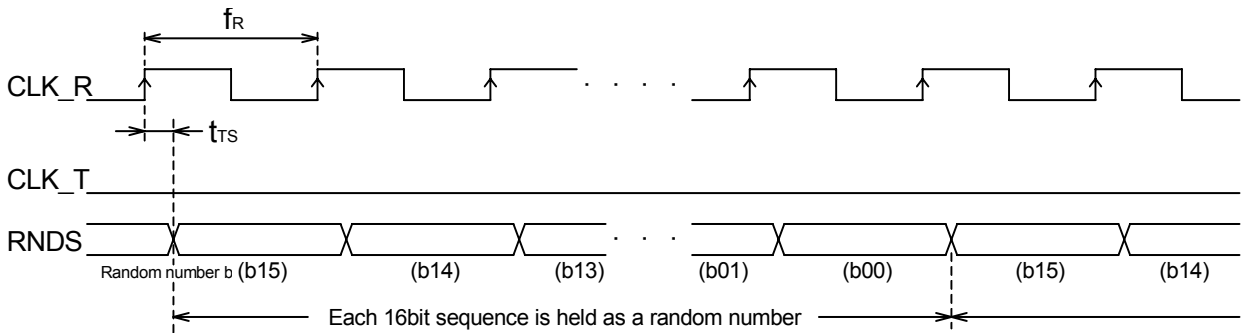 fR
CLK_R
· · · ·
tTS
CLK_T
RNDS
· · · ·
Random number b (b15) (b14) (b13) (b01) (b00) (b15) (b14)
Each 16bit sequence is held as a random number